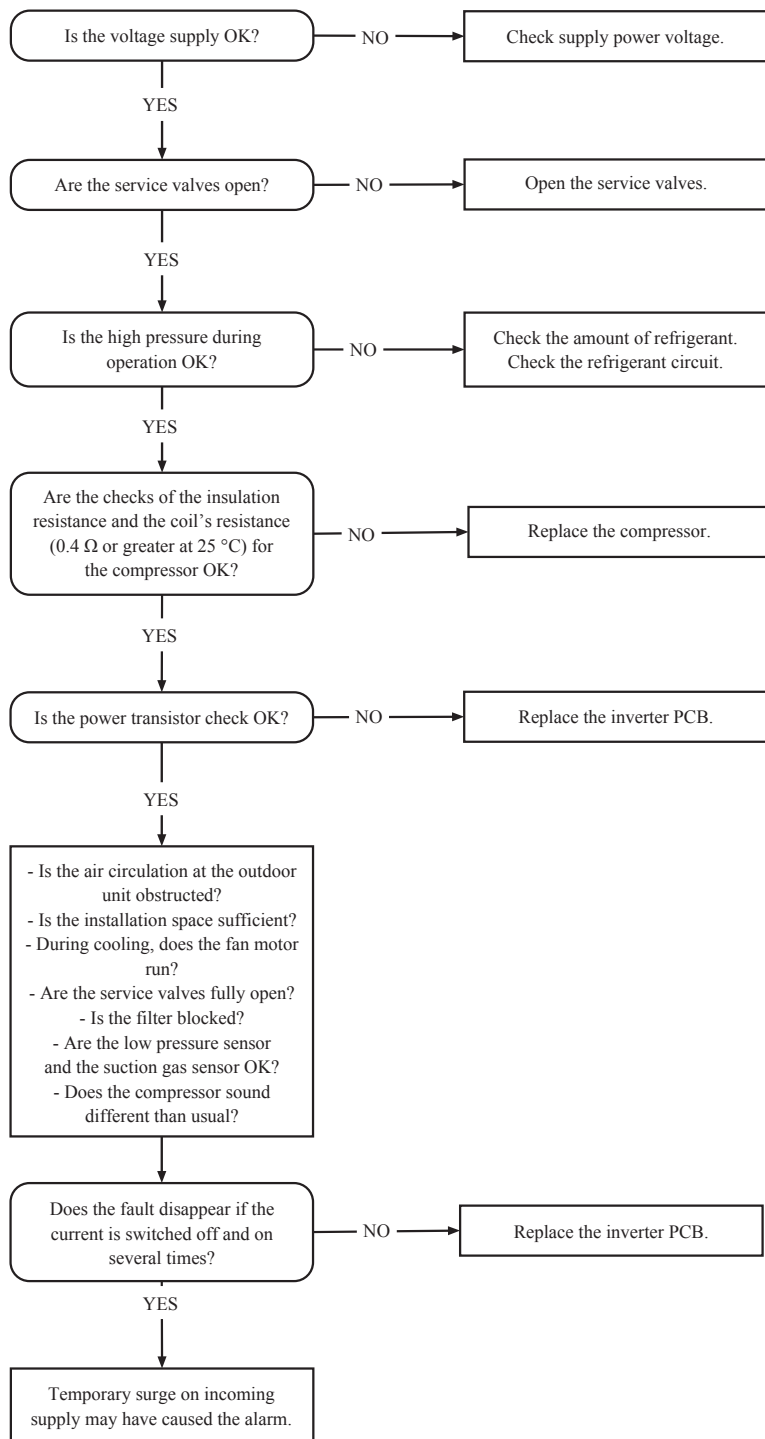 Is the voltage supply OK?
NO
Check supply power voltage.
YES
Are the service valves open?
NO
Open the service valves.
YES
Is the high pressure during
operation OK?
NO
Check the amount of refrigerant.
Check the refrigerant circuit.
YES
Are the checks of the insulation
resistance and the coil's resistance
(0.4 Ω or greater at 25 °C) for
the compressor OK?
NO
Replace the compressor.
YES
Is the power transistor check OK?
NO
Replace the inverter PCB.
YES
- Is the air circulation at the outdoor
unit obstructed?
- Is the installation space sufficient?
- During cooling, does the fan motor
run?
- Are the service valves fully open?
- Is the filter blocked?
- Are the low pressure sensor
and the suction gas sensor OK?
- Does the compressor sound
different than usual?
Does the fault disappear if the
current is switched off and on
several times?
NO
Replace the inverter PCB.
YES
Temporary surge on incoming
supply may have caused the alarm.